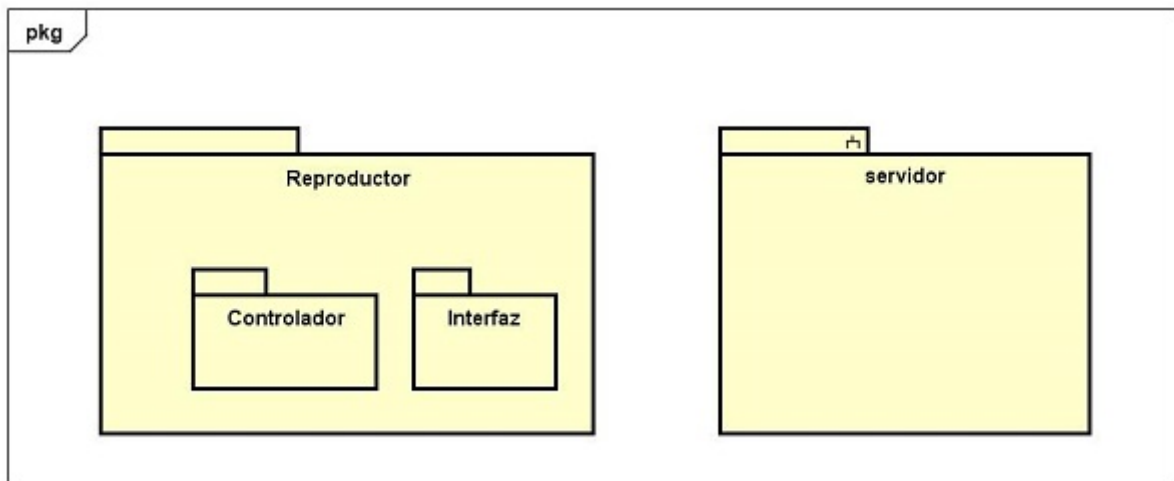 pkg
Reproductor
servidor
Controlador
Interfaz